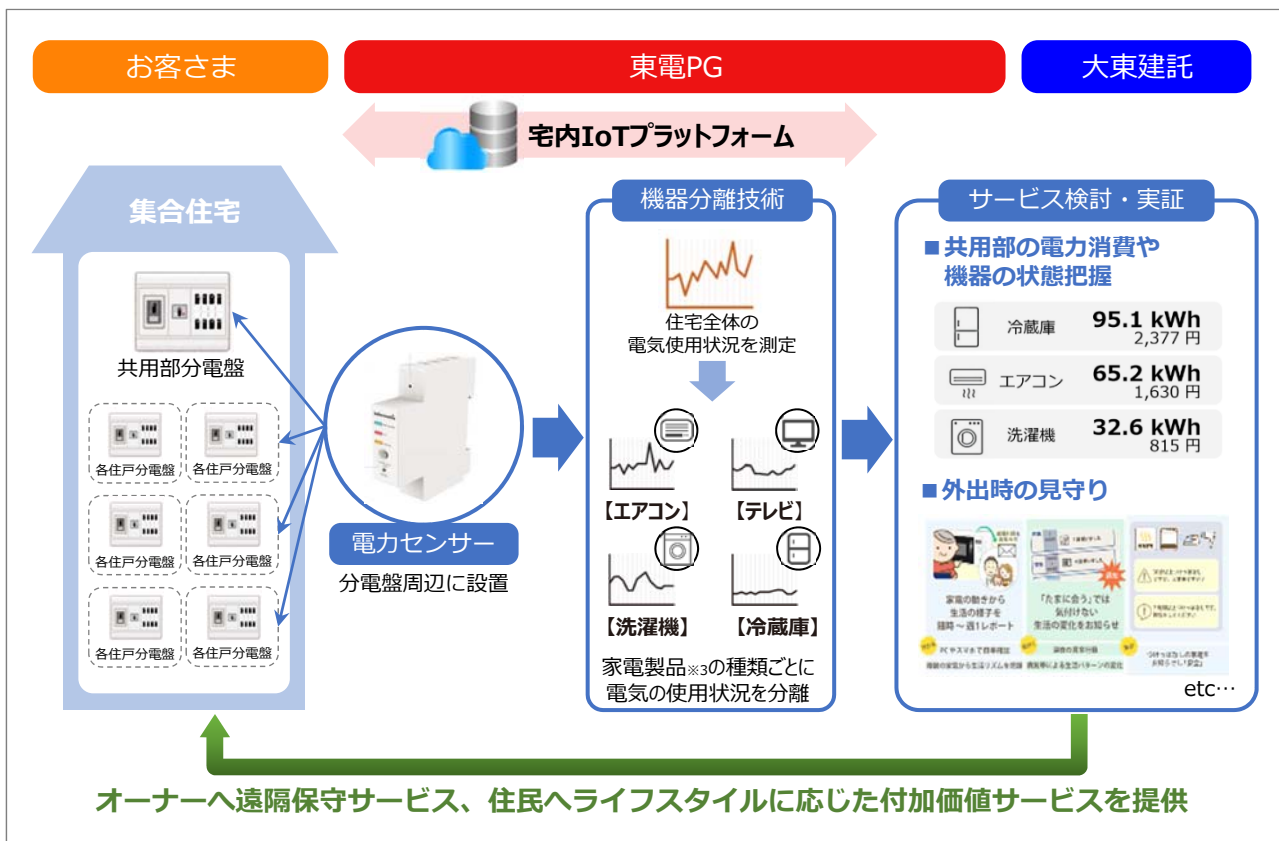 お客さま
東電PG
大東建託
宅内IoTプラットフォーム
集合住宅
共用部分電盤
各住戸分電盤
各住戸分電盤
各住戸分電盤
各住戸分電盤
各住戸分電盤
各住戸分電盤
電力センサー
分電盤周辺に設置
機器分離技術
住宅全体の
電気使用状況を測定
【エアコン】
【テレビ】
【洗濯機】
【冷蔵庫】
家電製品※3の種類ごとに
電気の使用状況を分離
サービス検討・実証
■共用部の電力消費や
機器の状態把握
冷蔵庫
95.1 kWh
2,377 円
エアコン
65.2 kWh
1,630 円
洗濯機
32.6 kWh
815 円
■外出時の見守り
家電の動きから
生活の様子を
随時～週1レポート
「たまに会う」では
気付けない
生活の変化をお知らせ
PCやスマホで簡単確認
etc…
オーナーへ遠隔保守サービス、住民へライフスタイルに応じた付加価値サービスを提供